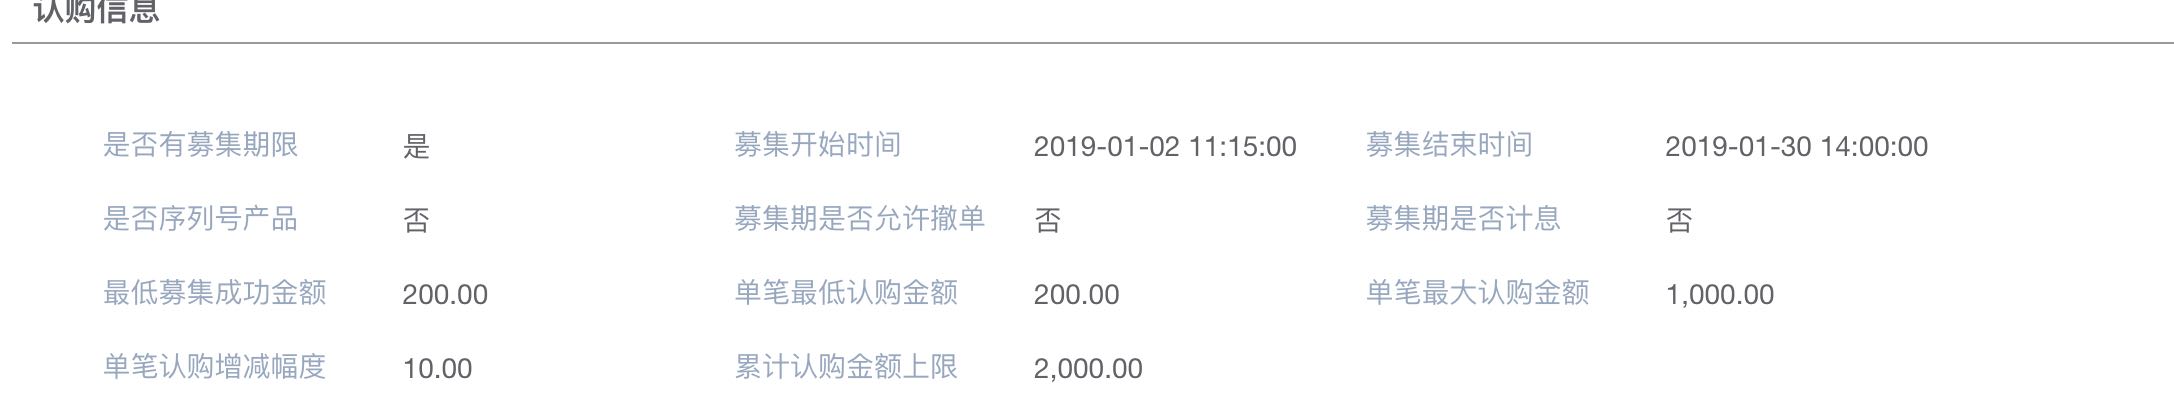 认购信息
是否有募集期限 是 募集开始时间 2019-01-02 11:15:00 募集结束时间 2019-01-30 14:00:00
是否序列号产品 否 募集期是否允许撤单 否 募集期是否计息 否
最低募集成功金额 200.00 单笔最低认购金额 200.00 单笔最大认购金额 1,000.00
单笔认购增减幅度 10.00 累计认购金额上限 2,000.00